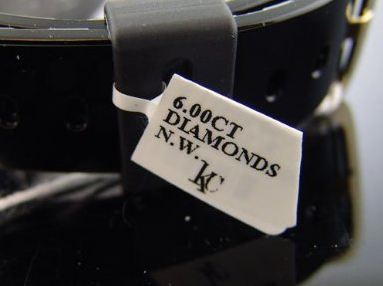 6.00CT
DIAMONDS
N.W.
KC